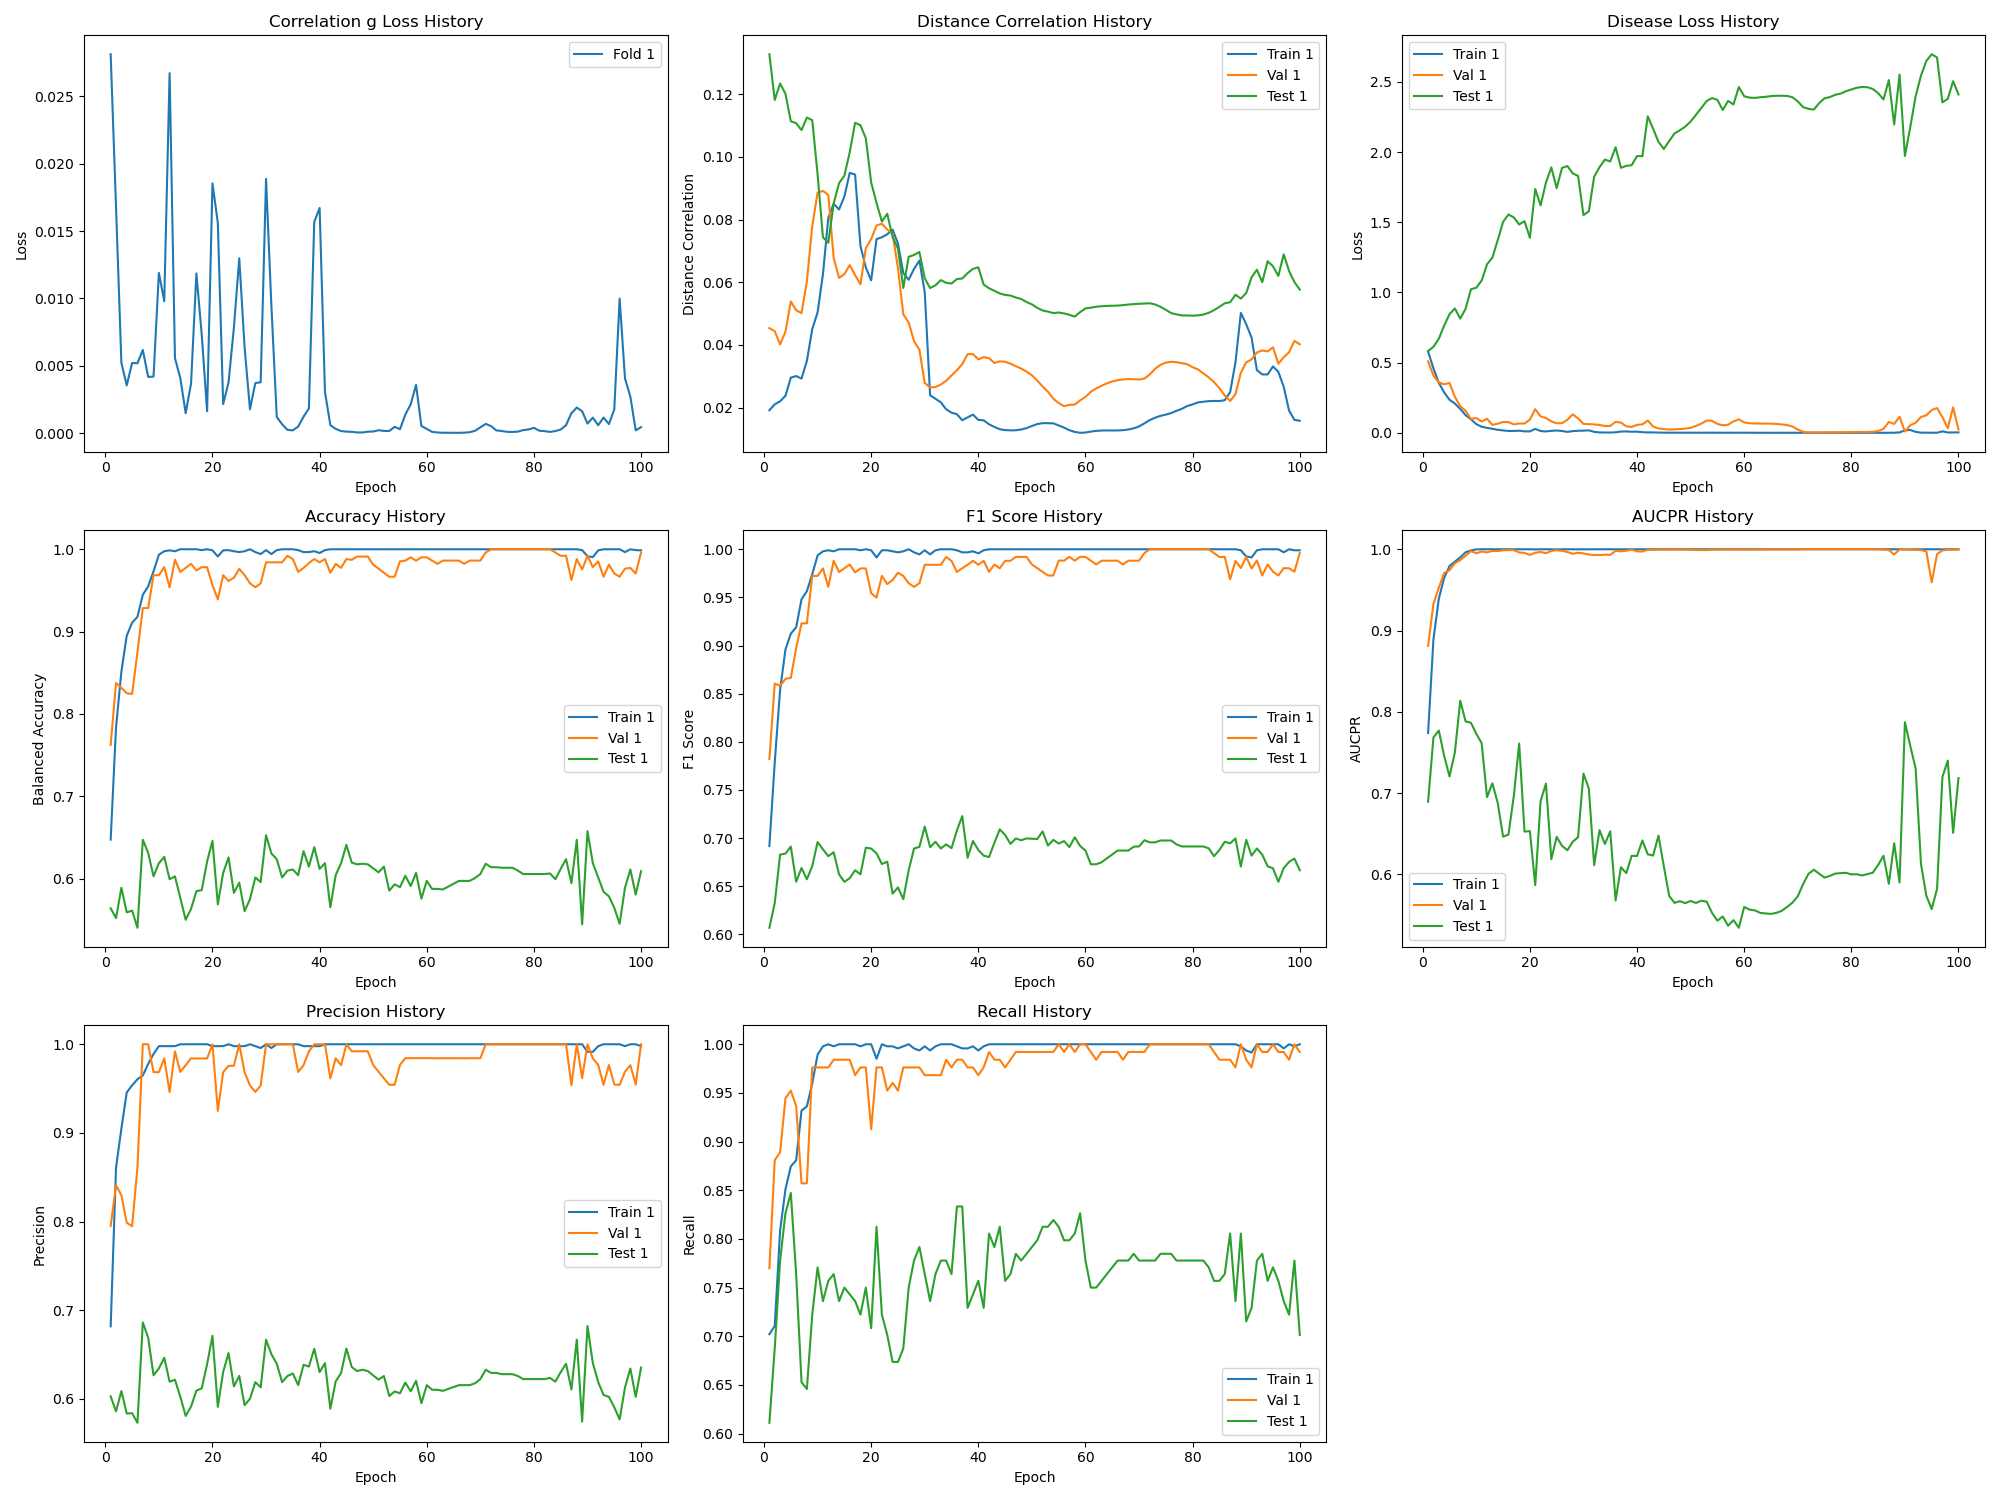 Correlation g Loss History
Loss
0.025
0.020
0.015
0.010
0.005
0.000
Fold 1
0 20 40 60 80 100
Epoch
Distance Correlation History
Distance Correlation
0.12
0.10
0.08
0.06
0.04
0.02
Train 1
Val 1
Test 1
0 20 40 60 80 100
Epoch
Disease Loss History
Loss
2.5
2.0
1.5
1.0
0.5
0.0
Train 1
Val 1
Test 1
0 20 40 60 80 100
Epoch
Accuracy History
Balanced Accuracy
1.0
0.9
0.8
0.7
0.6
Train 1
Val 1
Test 1
0 20 40 60 80 100
Epoch
F1 Score History
F1 Score
1.00
0.95
0.90
0.85
0.80
0.75
0.70
0.65
0.60
Train 1
Val 1
Test 1
0 20 40 60 80 100
Epoch
AUCPR History
AUCPR
1.0
0.9
0.8
0.7
0.6
Train 1
Val 1
Test 1
0 20 40 60 80 100
Epoch
Precision History
Precision
1.0
0.9
0.8
0.7
0.6
Train 1
Val 1
Test 1
0 20 40 60 80 100
Epoch
Recall History
Recall
1.00
0.95
0.90
0.85
0.80
0.75
0.70
0.65
0.60
Train 1
Val 1
Test 1
0 20 40 60 80 100
Epoch